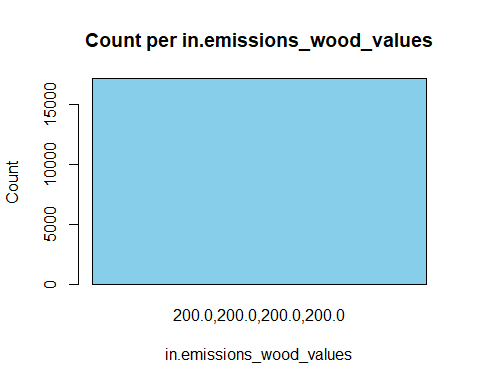 Count per in.emissions_wood_values
Count
15000
10000
5000
0
200.0,200.0,200.0,200.0
in.emissions_wood_values